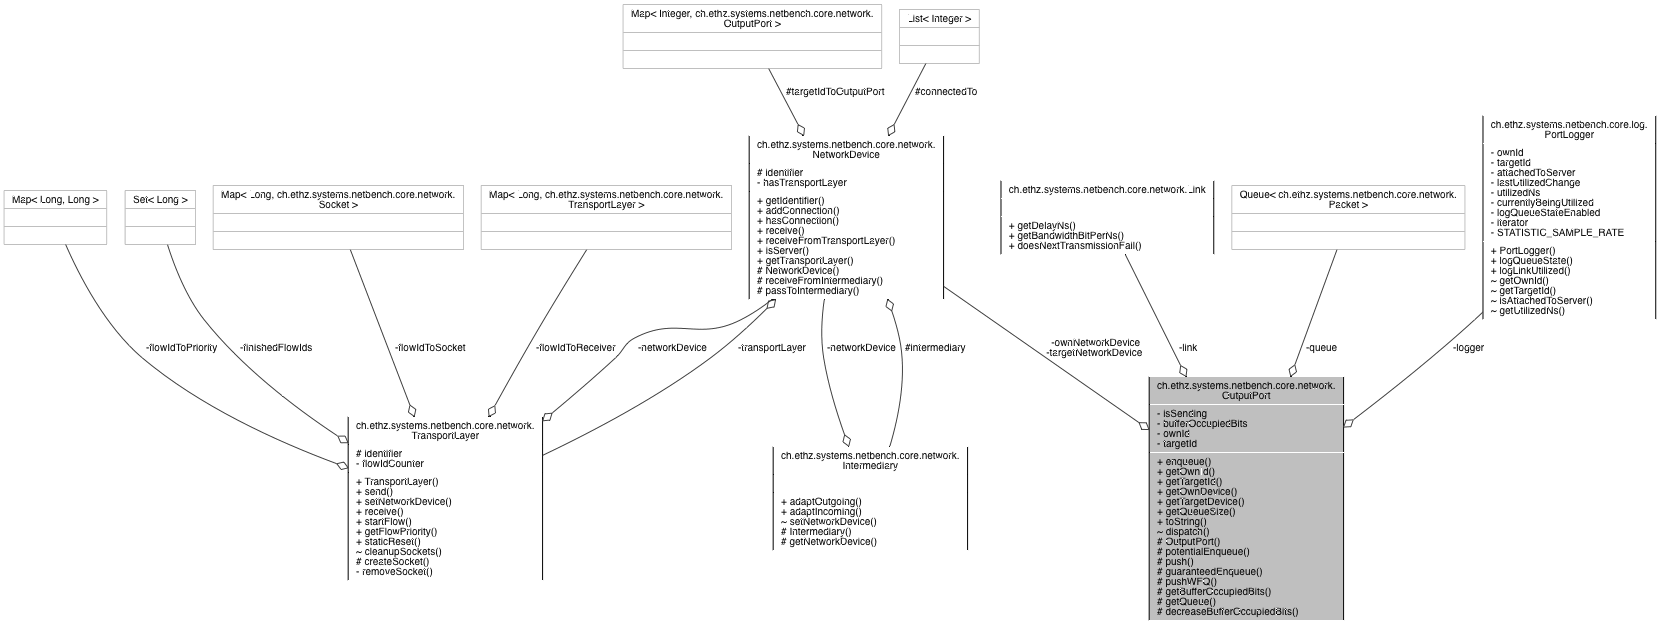 Map< Integer, ch.ethz.systems.netbench.core.network.
OutputPort >
List< Integer >
#targetIdToOutputPort
#connectedTo
ch.ethz.systems.netbench.core.network.
NetworkDevice
# identifier
- hasTransportLayer
+ getIdentifier()
+ addConnection()
+ hasConnection()
+ receive()
+ receiveFromTransportLayer()
+ isServer()
+ getTransportLayer()
# NetworkDevice()
# receiveFromIntermediary()
# passToIntermediary()
ch.ethz.systems.netbench.core.log.
PortLogger
- ownId
- targetId
- attachedToServer
- lastUtilizedChange
- utilizedNs
- currentlyBeingUtilized
- logQueueStateEnabled
- iterator
- STATISTIC_SAMPLE_RATE
+ PortLogger()
+ logQueueState()
+ logLinkUtilized()
~ getOwnId()
~ getTargetId()
~ isAttachedToServer()
~ getUtilizedNs()
Map< Long, Long >
Set< Long >
Map< Long, ch.ethz.systems.netbench.core.network.
Socket >
Map< Long, ch.ethz.systems.netbench.core.network.
TransportLayer >
ch.ethz.systems.netbench.core.network.Link
+ getDelayNs()
+ getBandwidthBitPerNs()
+ doesNextTransmissionFail()
Queue< ch.ethz.systems.netbench.core.network.
Packet >
-flowIdToPriority
-finishedFlowIds
-flowIdToSocket
-flowIdToReceiver
-networkDevice
-transportLayer
-networkDevice
#intermediary
-ownNetworkDevice
-targetNetworkDevice
-link
-queue
-logger
ch.ethz.systems.netbench.core.network.
TransportLayer
# identifier
- flowIdCounter
+ TransportLayer()
+ send()
+ setNetworkDevice()
+ receive()
+ startFlow()
+ getFlowPriority()
+ staticReset()
~ cleanupSockets()
# createSocket()
- removeSocket()
ch.ethz.systems.netbench.core.network.
Intermediary
+ adaptOutgoing()
+ adaptIncoming()
~ setNetworkDevice()
# Intermediary()
# getNetworkDevice()
ch.ethz.systems.netbench.core.network.
OutputPort
- isSending
- bufferOccupiedBits
- ownId
- targetId
+ enqueue()
+ getOwnId()
+ getTargetId()
+ getOwnDevice()
+ getTargetDevice()
+ getQueueSize()
+ toString()
~ dispatch()
# OutputPort()
# potentialEnqueue()
# push()
# guaranteedEnqueue()
# pushWFQ()
# getBufferOccupiedBits()
# getQueue()
# decreaseBufferOccupiedBits()